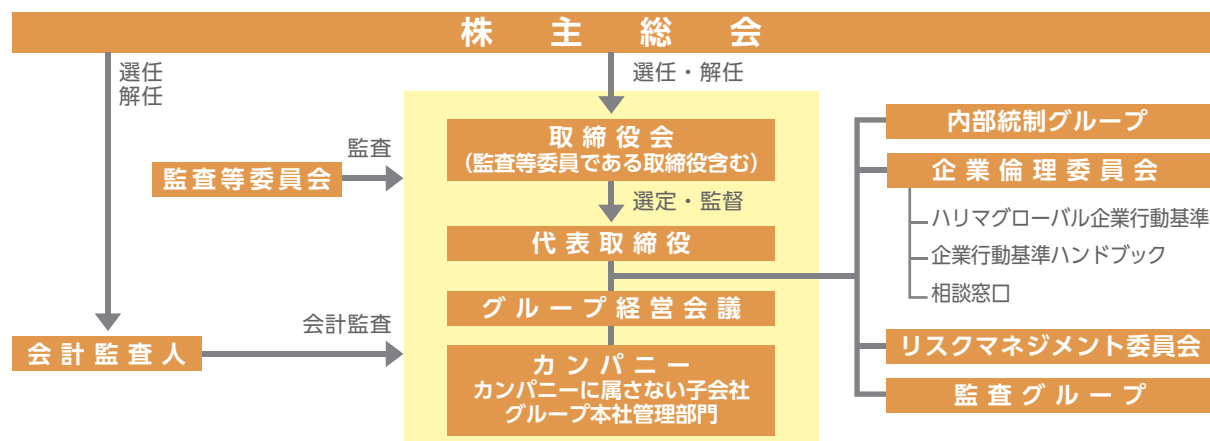 株主総会
選任
解任
選任・解任
取締役会
（監査等委員である取締役含む）
監査
監査等委員会
選定・監督
代表取締役
グループ経営会議
会計監査
会計監査人
カンパニー
カンパニーに属さない子会社
グループ本社管理部門
内部統制グループ
企業倫理委員会
ハリマグローバル企業行動基準
企業行動基準ハンドブック
相談窓口
リスクマネジメント委員会
監査グループ